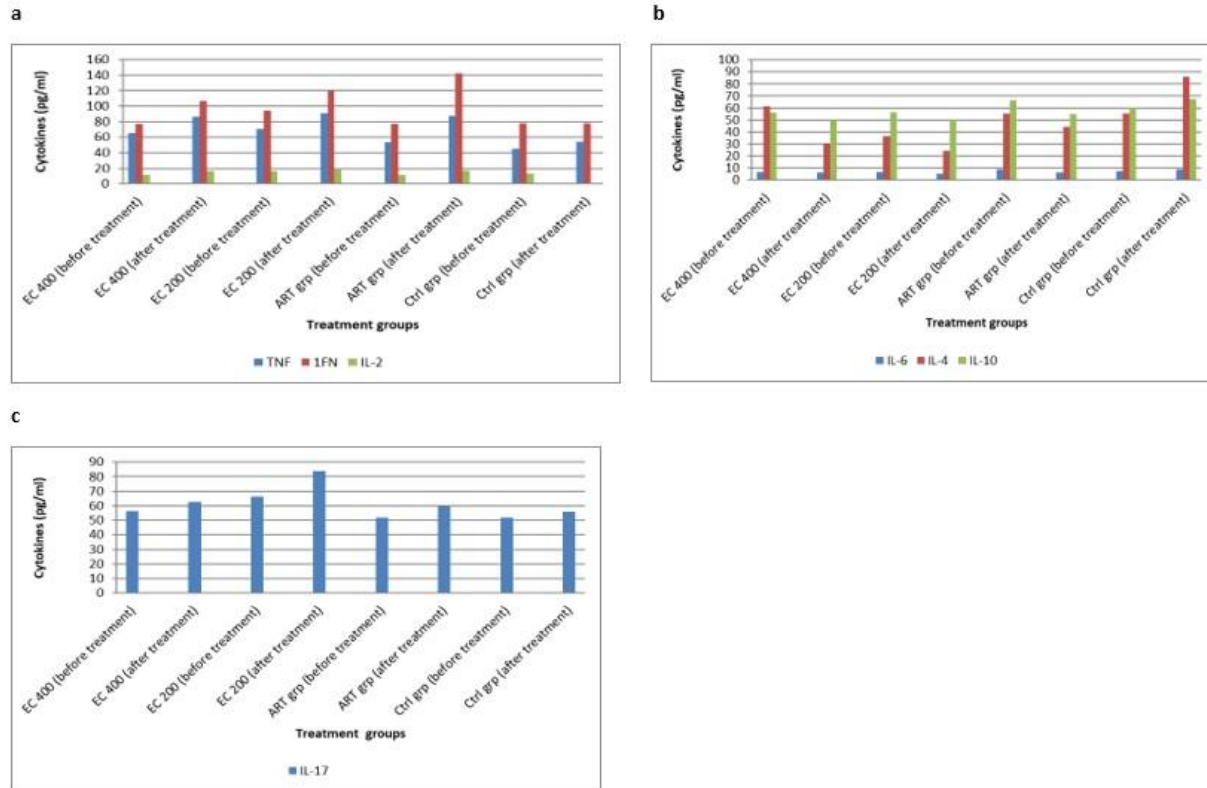 a
Cytokines (pg/ml)
160
140
120
100
80
60
40
20
0
EC 400 (before treatment)
EC 400 (after treatment)
EC 200 (before treatment)
EC 200 (after treatment)
ART grp (before treatment)
ART grp (after treatment)
Ctrl grp (before treatment)
Ctrl grp (after treatment)
Treatment groups
TNF 1FN IL-2
b
Cytokines (pg/ml)
100
90
80
70
60
50
40
30
20
10
0
EC 400 (before treatment)
EC 400 (after treatment)
EC 200 (before treatment)
EC 200 (after treatment)
ART grp (before treatment)
ART grp (after treatment)
Ctrl grp (before treatment)
Ctrl grp (after treatment)
Treatment groups
IL-6 IL-4 IL-10
c
Cytokines (pg/ml)
90
80
70
60
50
40
30
20
10
0
EC 400 (before treatment)
EC 400 (after treatment)
EC 200 (before treatment)
EC 200 (after treatment)
ART grp (before treatment)
ART grp (after treatment)
Ctrl grp (before treatment)
Ctrl grp (after treatment)
Treatment groups
IL-17